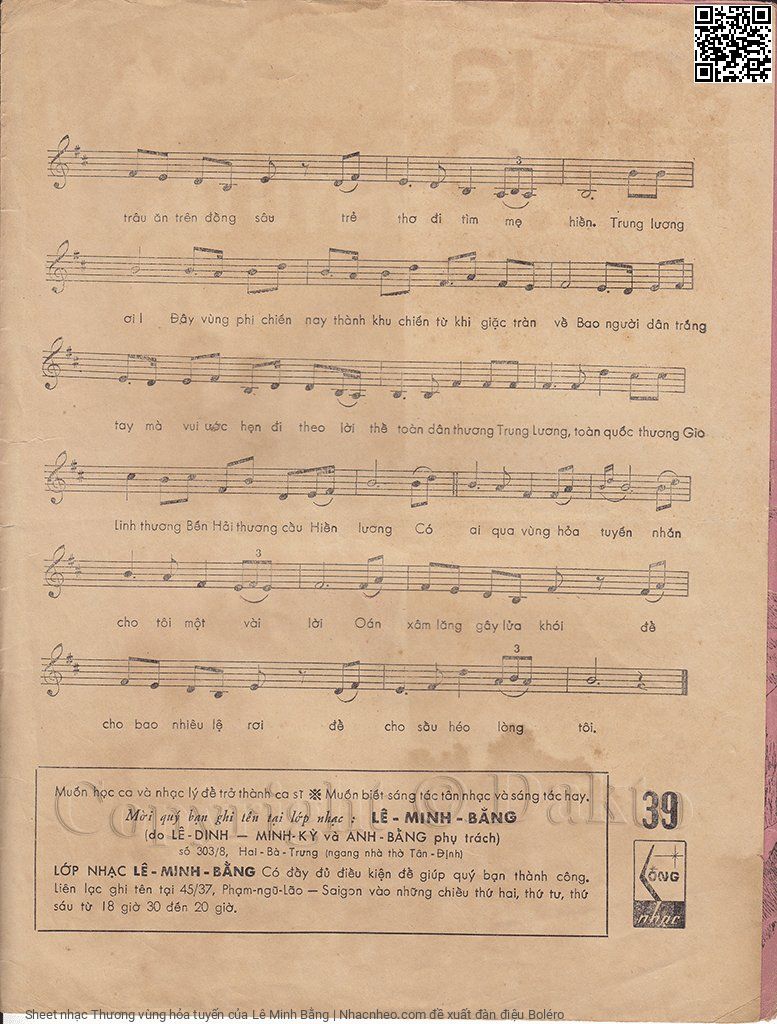 trâu ăn trên đồng sâu trẻ thơ đi tìm mẹ hiền. Trung lương
ơi ! Đây vùng phi chiến nay thành khu chiến từ khi giặc tràn về Bao người dân trắng
tay mà vui ước hẹn đi theo lời thề toàn dân thương Trung Lương, toàn quốc thương Gio
Linh thương Bến Hải thương cầu Hiền lương Có ai qua vùng hỏa tuyến nhắn
cho tôi một vài lời Oán xâm lăng gây lửa khói để
cho bao nhiêu lệ rơi để cho sầu héo lòng tôi.
Copyright © Dakio
Muốn học ca và nhạc lý để trở thành ca sĩ ※ Muốn biết sáng tác tân nhạc và sáng tác hay.
Mời quý bạn ghi tên tại lớp nhạc : LÊ - MINH - BẰNG
(do LÊ-DINH — MINH-KỲ và ANH-BẰNG phụ trách)
số 303/8, Hai-Bà-Trưng (ngang nhà thờ Tân-Định)
LỚP NHẠC LÊ-MINH-BẰNG Có đầy đủ điều kiện để giúp quý bạn thành công.
Liên lạc ghi tên tại 45/37, Phạm-ngũ-Lão — Saigon vào những chiều thứ hai, thứ tư, thứ
sáu từ 18 giờ 30 đến 20 giờ.
39
SÓNG
nhạc
Sheet nhạc Thương vùng hỏa tuyến của Lê Minh Bằng | Nhacnheo.com đề xuất đàn điệu Boléro